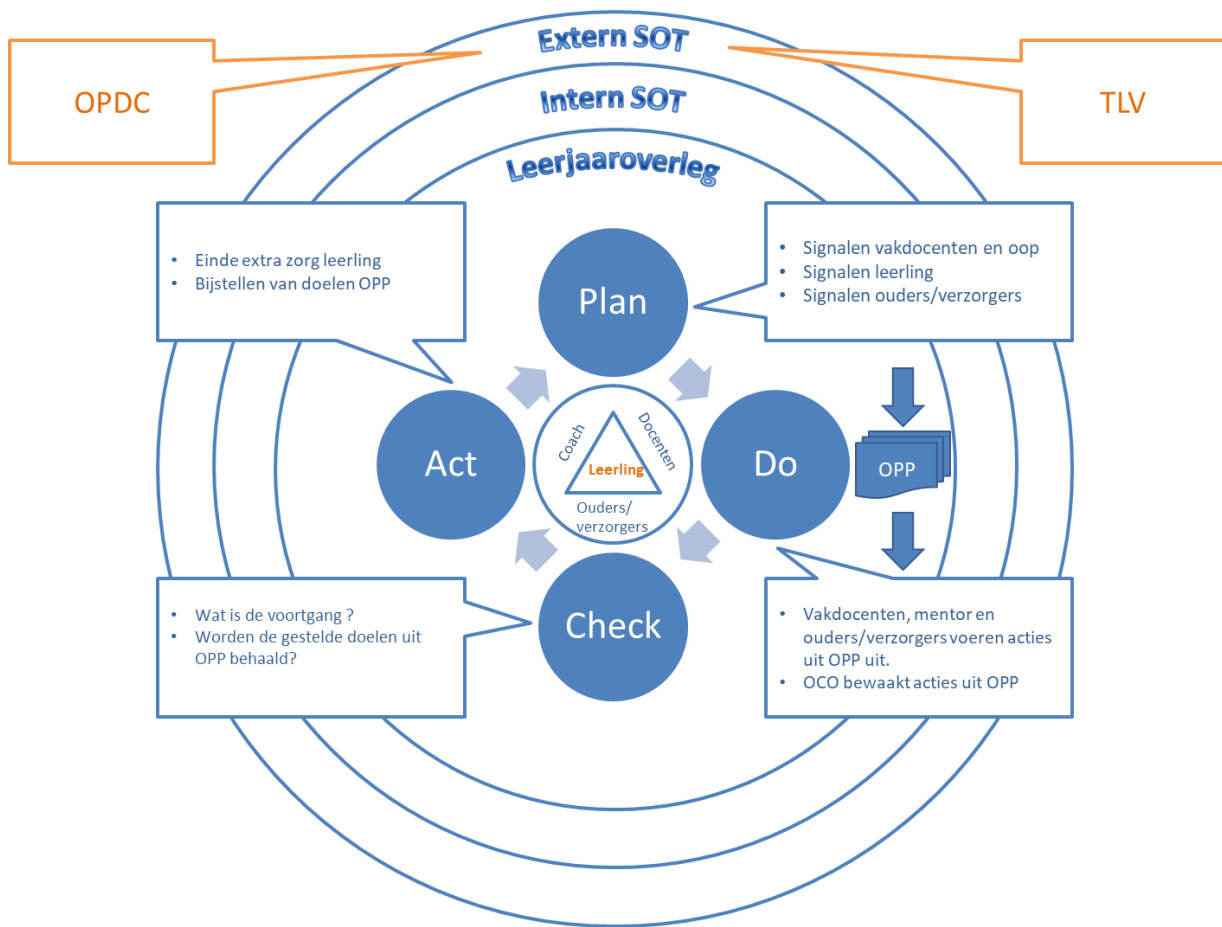 Extern SOT
OPDC
TLV
Intern SOT
Leerjaaroverleg
• Einde extra zorg leerling
• Bijstellen van doelen OPP
Plan
• Signalen vakdocenten en oop
• Signalen leerling
• Signalen ouders/verzorgers
Act
Coach
Docenten
Leerling
Ouders/
verzorgers
Do
OPP
• Wat is de voortgang ?
• Worden de gestelde doelen uit
OPP behaald?
Check
• Vakdocenten, mentor en
ouders/verzorgers voeren acties
uit OPP uit.
• OCO bewaakt acties uit OPP